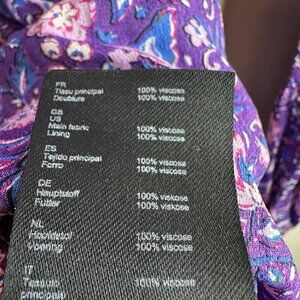 FR
Tissu principal 100% viscose
Doublure 100% viscose
GB
US
Main fabric 100% viscose
Lining 100% viscose
ES
Tejido principal 100% viscosa
Forro 100% viscosa
DE
Hauptstoff 100% viskose
Futter 100% viskose
NL
Hoofdstof 100% viscose
Voering 100% viscose
IT
Tessuto 100% viscosa
principale